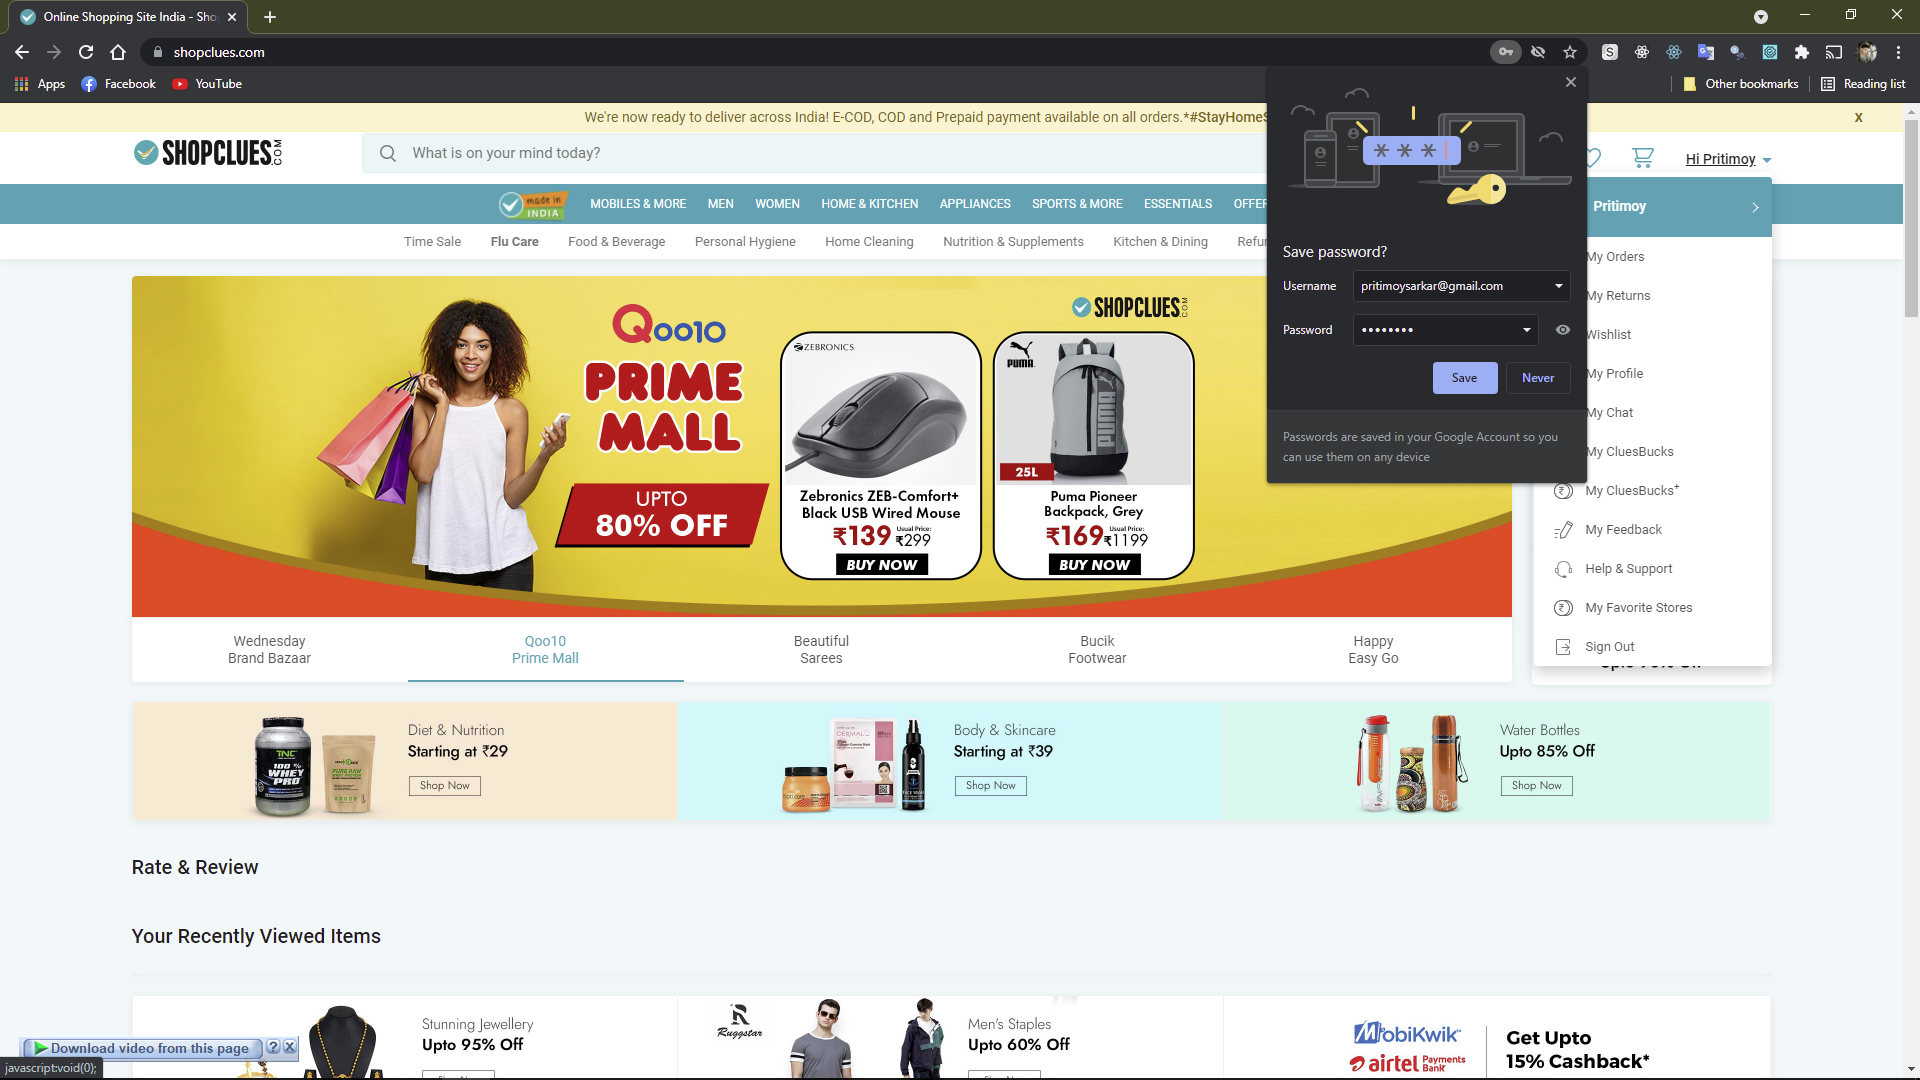 Online Shopping Site India - Sho
shopclues.com
Apps
Facebook
YouTube
Other bookmarks
Reading list
We're now ready to deliver across India! E-COD, COD and Prepaid payment available on all orders.*#StayHomeS
X
SHOPCLUES.COM
What is on your mind today?
Hi Pritimoy
made in
INDIA
MOBILES & MORE
MEN
WOMEN
HOME & KITCHEN
APPLIANCES
SPORTS & MORE
ESSENTIALS
OFFER
Time Sale
Flu Care
Food & Beverage
Personal Hygiene
Home Cleaning
Nutrition & Supplements
Kitchen & Dining
Refur
Save password?
Username
pritimoysarkar@gmail.com
Password
••••••••
Save
Never
Passwords are saved in your Google Account so you
can use them on any device
Pritimoy
My Orders
My Returns
Wishlist
My Profile
My Chat
My CluesBucks
My CluesBucks+
My Feedback
Help & Support
My Favorite Stores
Sign Out
Qoo10
PRIME
MALL
UPTO
80% OFF
SHOPCLUES.COM
ZEBRONICS
Zebronics ZEB-Comfort+
Black USB Wired Mouse
₹139
Usual Price:
₹299
BUY NOW
PUMA
PUMA
25L
Puma Pioneer
Backpack, Grey
₹169
Usual Price:
₹1199
BUY NOW
Wednesday
Brand Bazaar
Qoo10
Prime Mall
Beautiful
Sarees
Bucik
Footwear
Happy
Easy Go
TNC
100 %
WHEY
PRO
PURE RAW
Diet & Nutrition
Starting at ₹29
Shop Now
DERMAL
FACE WASH
Body & Skincare
Starting at ₹39
Shop Now
Water Bottles
Upto 85% Off
Shop Now
Rate & Review
Your Recently Viewed Items
Stunning Jewellery
Upto 95% Off
R
Ruggstar
Men's Staples
Upto 60% Off
MobiKwik
airtel Payments
Bank
Get Upto
15% Cashback*
Download video from this page
?
javascript:void(0);